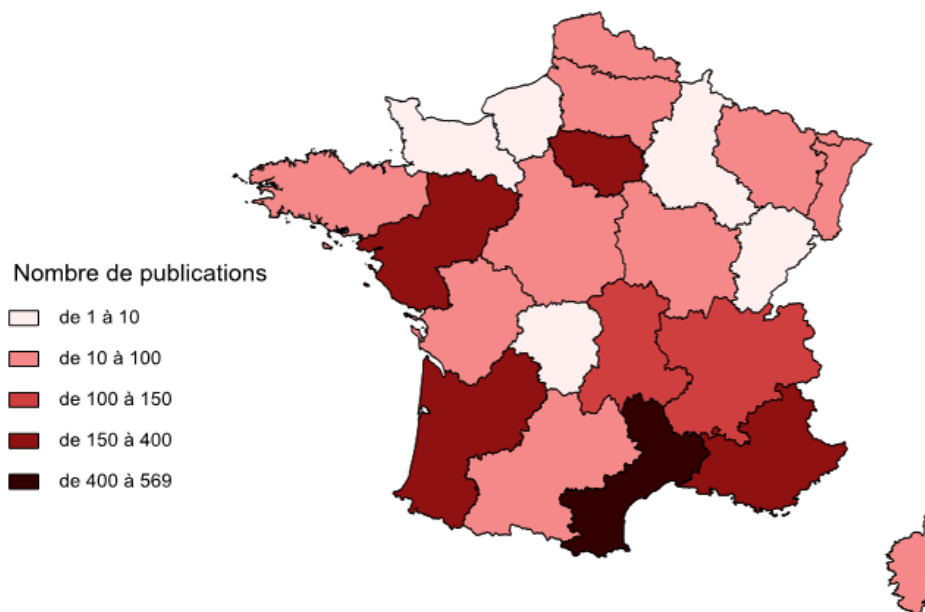 Nombre de publications
de 1 à 10
de 10 à 100
de 100 à 150
de 150 à 400
de 400 à 569